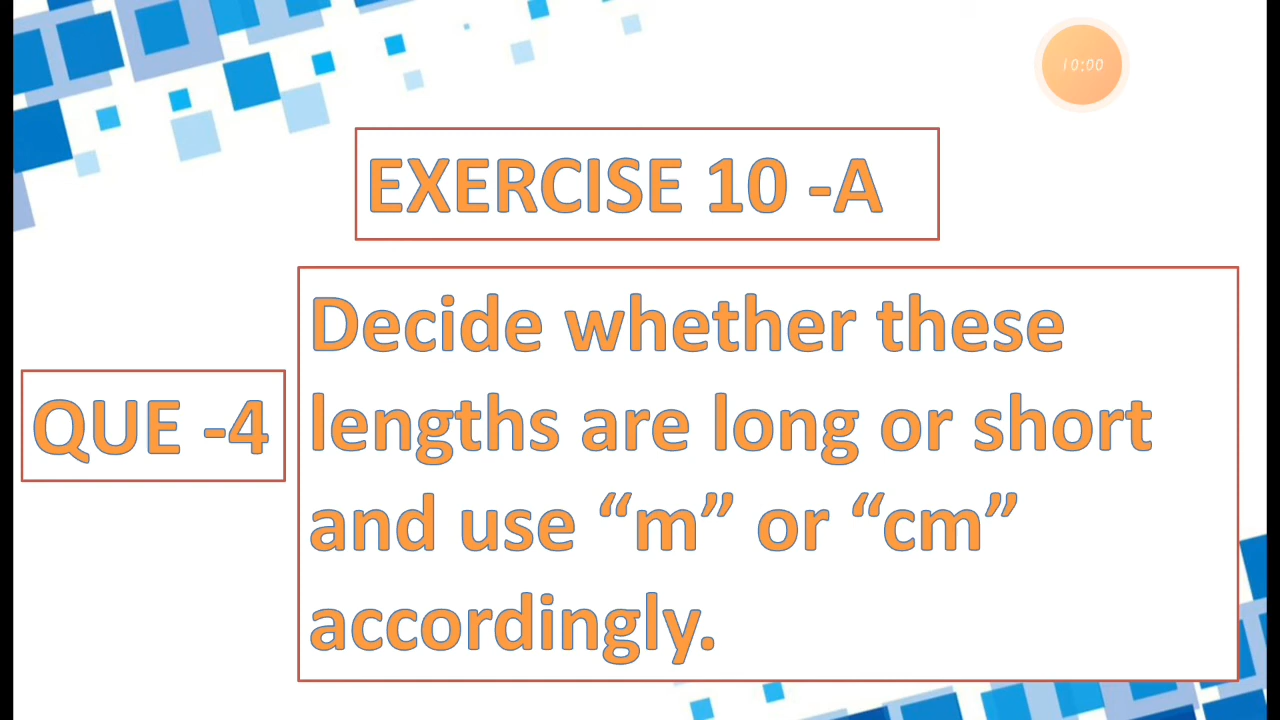 10:00
EXERCISE 10 -A
QUE -4
Decide whether these
lengths are long or short
and use “m” or “cm”
accordingly.